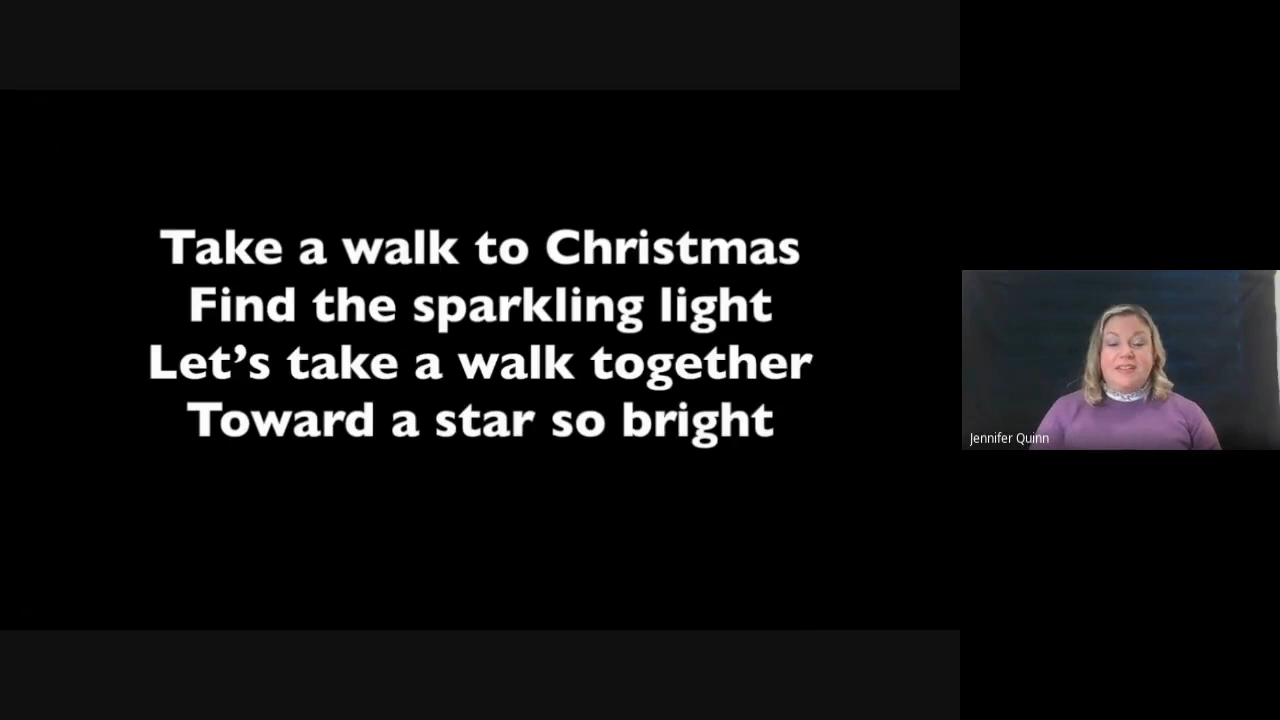 Take a walk to Christmas
Find the sparkling light
Let’s take a walk together
Toward a star so bright
Jennifer Quinn